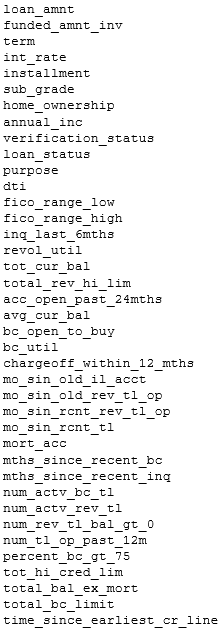 loan_amnt
funded_amnt_inv
term
int_rate
installment
sub_grade
home_ownership
annual_inc
verification_status
loan_status
purpose
dti
fico_range_low
fico_range_high
inq_last_6mths
revol_util
tot_cur_bal
total_rev_hi_lim
acc_open_past_24mths
avg_cur_bal
bc_open_to_buy
bc_util
chargeoff_within_12_mths
mo_sin_old_il_acct
mo_sin_old_rev_tl_op
mo_sin_rcnt_rev_tl_op
mo_sin_rcnt_tl
mort_acc
mths_since_recent_bc
mths_since_recent_inq
num_actv_bc_tl
num_actv_rev_tl
num_rev_tl_bal_gt_0
num_tl_op_past_12m
percent_bc_gt_75
tot_hi_cred_lim
total_bal_ex_mort
total_bc_limit
time_since_earliest_cr_line